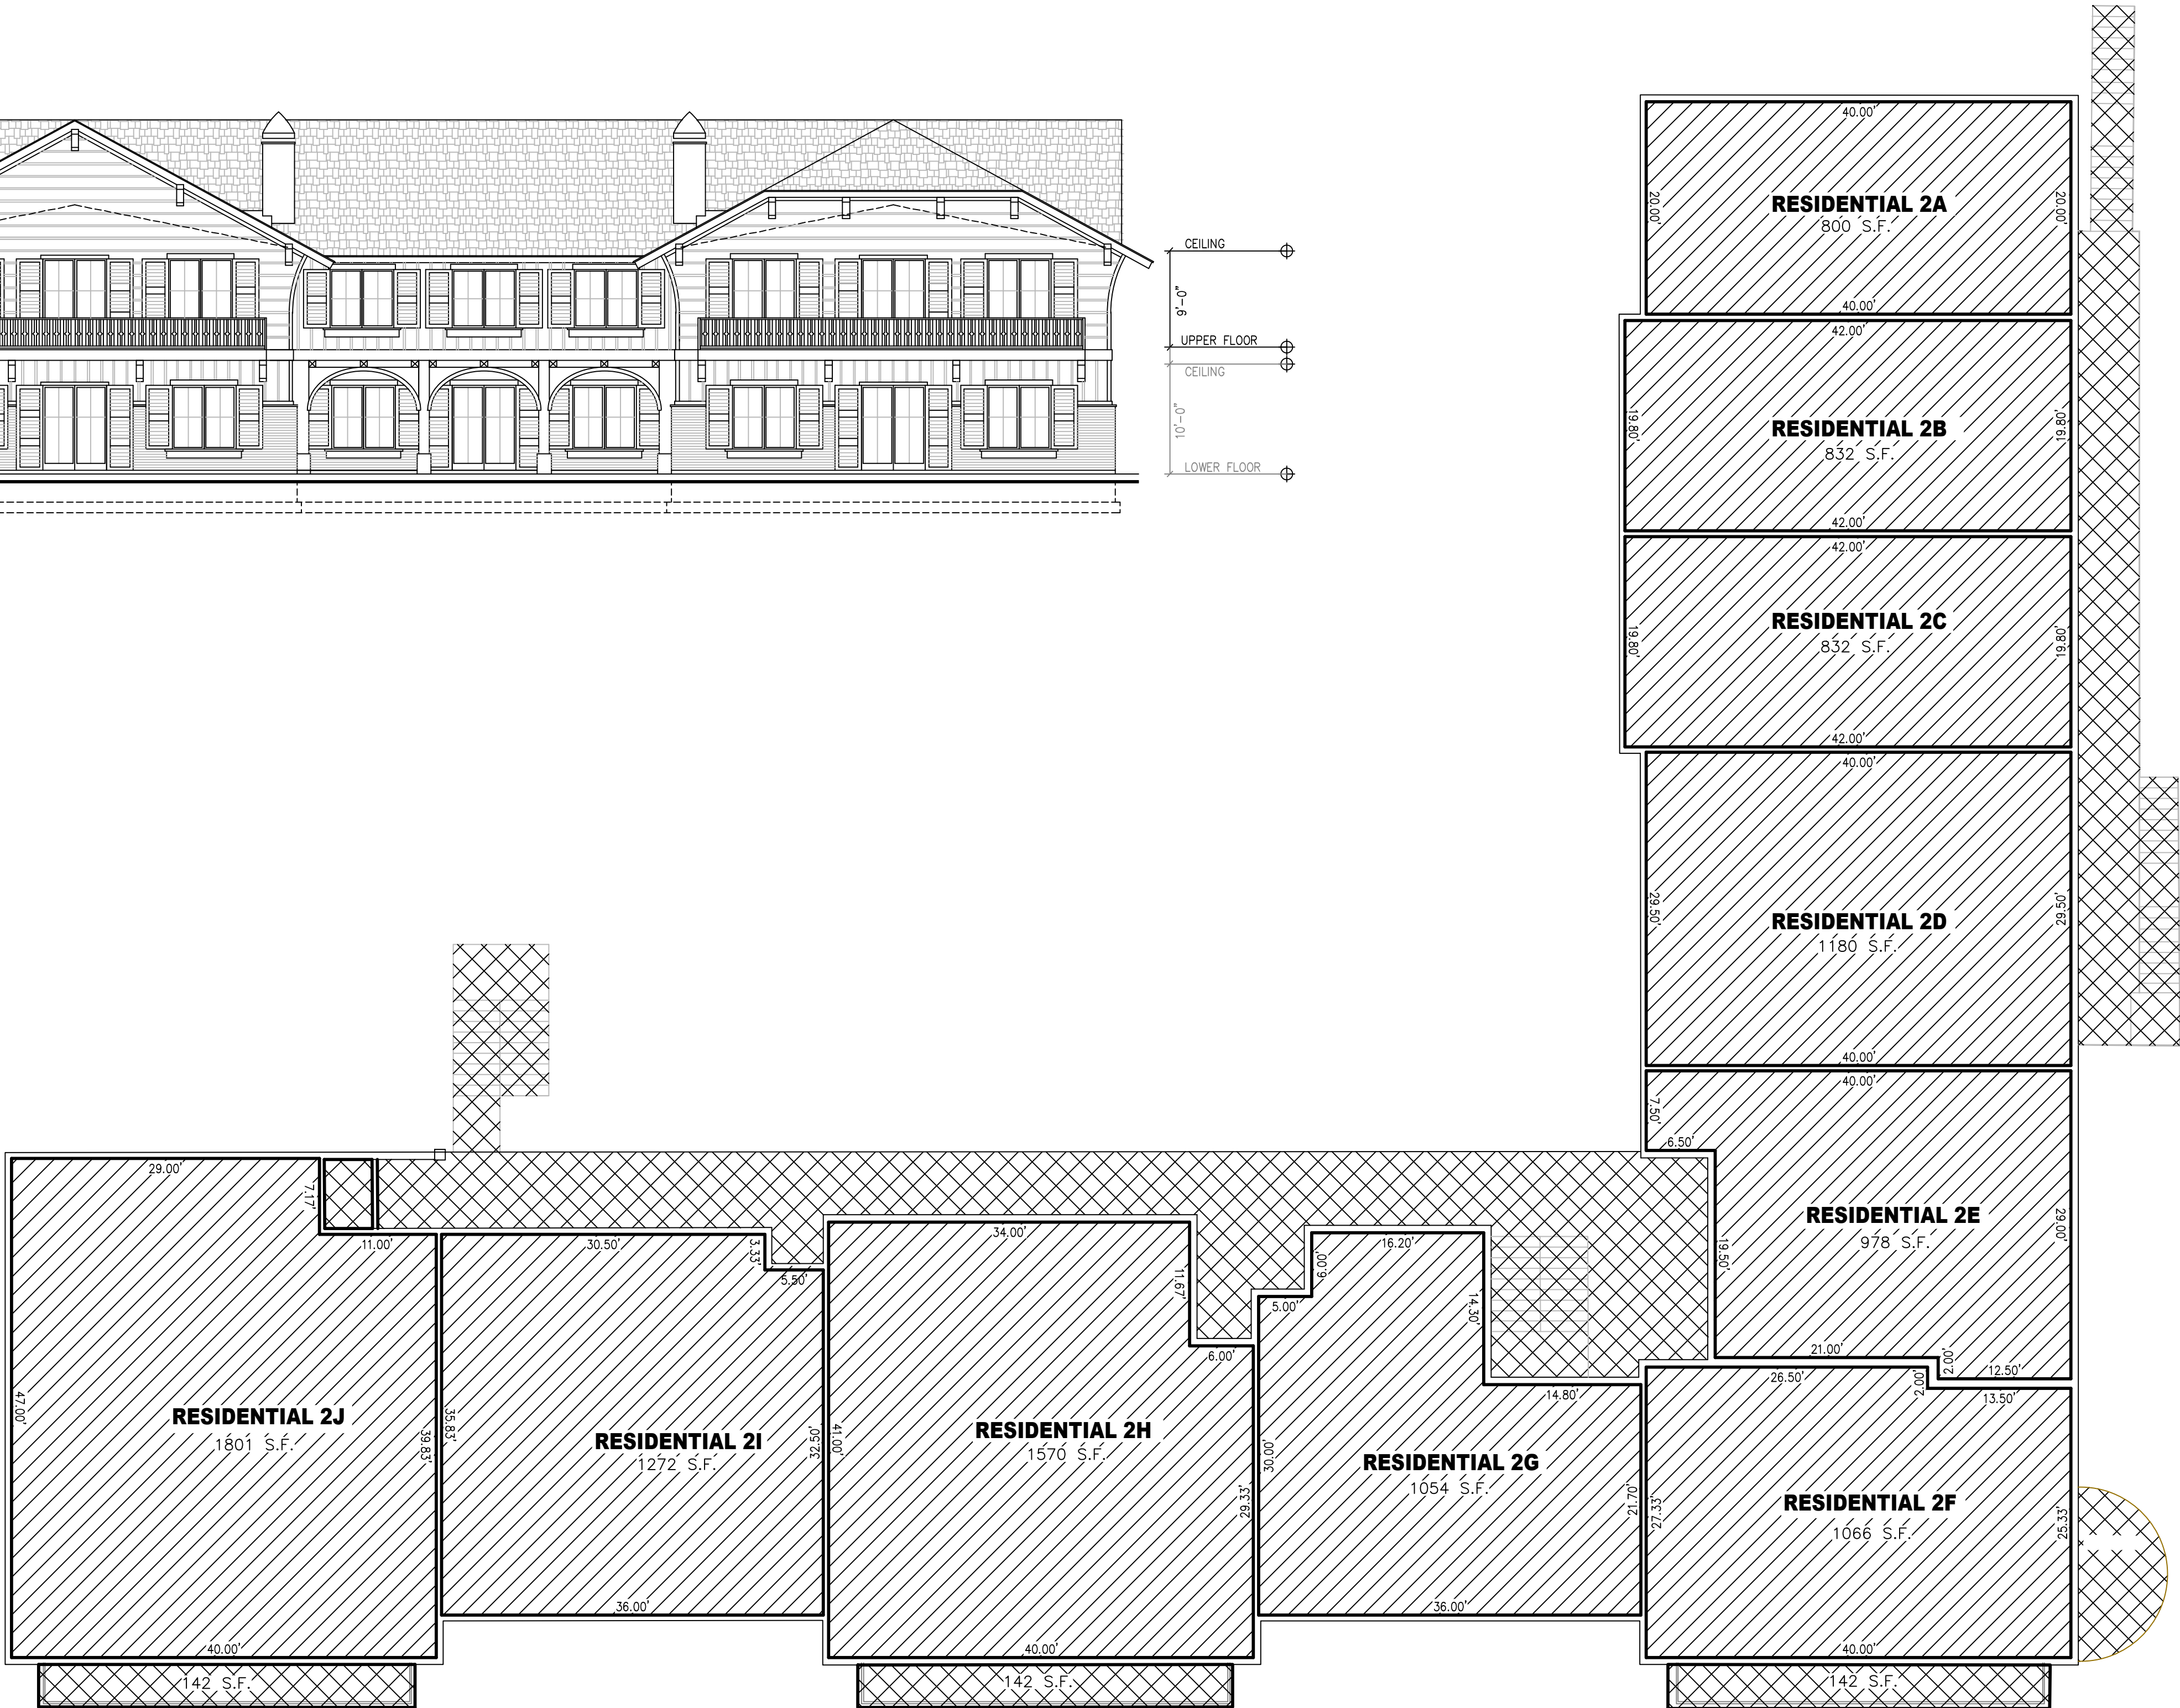 CEILING
9'-0"
UPPER FLOOR
CEILING
10'-0"
LOWER FLOOR
40.00'
20.00'
RESIDENTIAL 2A
800 S.F.
20.00'
40.00'
42.00'
19.80'
RESIDENTIAL 2B
832 S.F.
19.80'
42.00'
42.00'
19.80'
RESIDENTIAL 2C
832 S.F.
19.80'
42.00'
40.00'
29.50'
RESIDENTIAL 2D
1180 S.F.
29.50'
40.00'
40.00'
7.50'
6.50'
19.50'
RESIDENTIAL 2E
978 S.F.
29.00'
21.00'
2.00'
12.50'
26.50'
2.00'
13.50'
27.33'
RESIDENTIAL 2F
1066 S.F.
25.33'
40.00'
142 S.F.
16.20'
6.00'
5.00'
14.30'
14.80'
30.00'
RESIDENTIAL 2G
1054 S.F.
21.70'
36.00'
34.00'
11.67'
6.00'
41.00'
RESIDENTIAL 2H
1570 S.F.
29.33'
40.00'
142 S.F.
30.50'
3.33'
5.50'
35.83'
RESIDENTIAL 2I
1272 S.F.
32.50'
36.00'
29.00'
7.17'
11.00'
47.00'
RESIDENTIAL 2J
1801 S.F.
39.83'
40.00'
142 S.F.